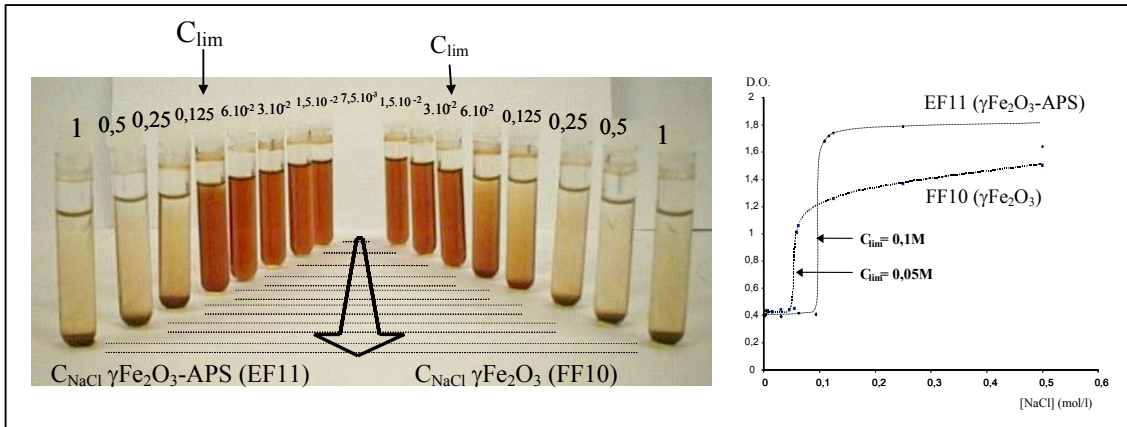 C_lim
C_lim
1 0,5 0,25 0,125 6.10⁻² 3.10⁻² 1,5.10⁻² 7,5.10⁻³ 1,5.10⁻² 3.10⁻² 6.10⁻² 0,125 0,25 0,5 1
C_NaCl γFe₂O₃-APS (EF11)
C_NaCl γFe₂O₃ (FF10)
D.O.
2
1,8
1,6
1,4
1,2
1
0,8
0,6
0,4
0,2
0
EF11 (γFe₂O₃-APS)
FF10 (γFe₂O₃)
C_lim= 0,1M
C_lim= 0,05M
0 0,1 0,2 0,3 0,4 0,5 0,6
[NaCl] (mol/l)